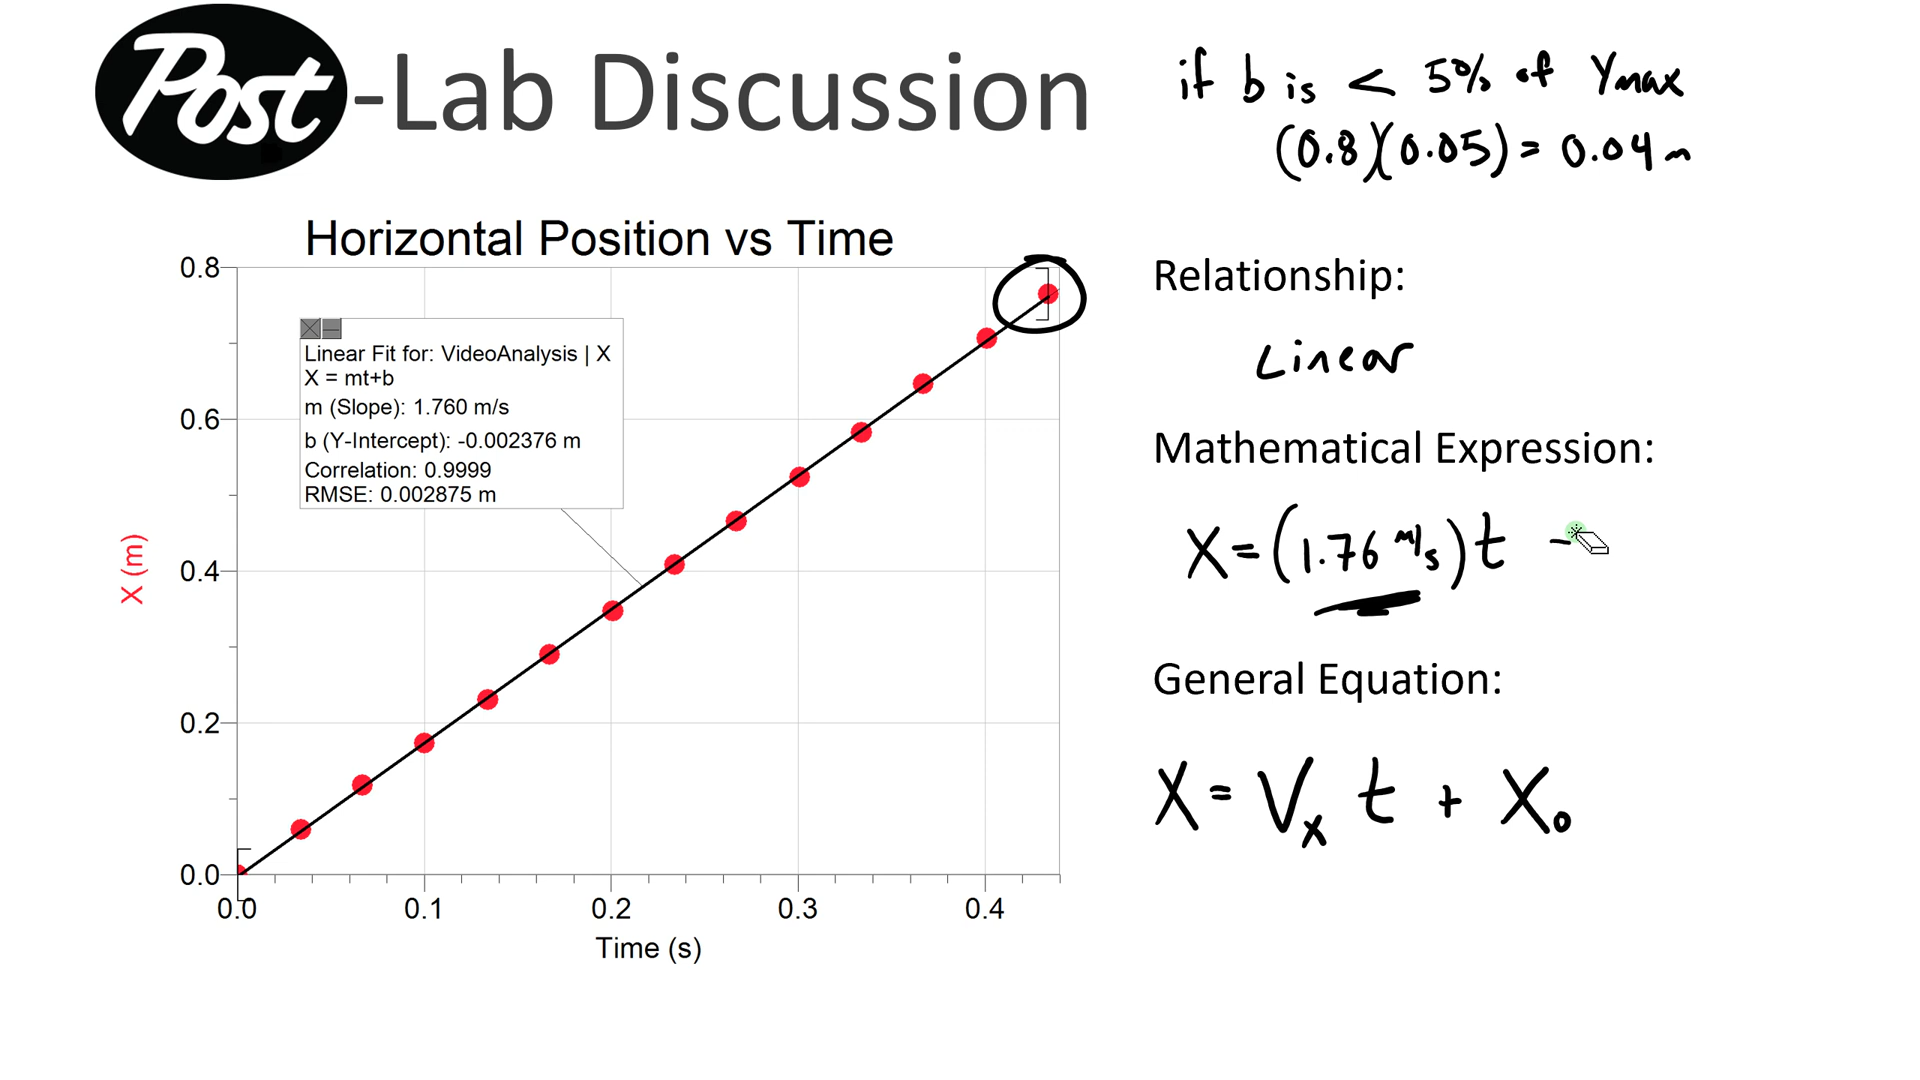 Post-Lab Discussion
if b is < 5% of Ymax
(0.8)(0.05) = 0.04 m
Horizontal Position vs Time
0.8
0.6
0.4
0.2
0.0
X (m)
Linear Fit for: VideoAnalysis | X
X = mt+b
m (Slope): 1.760 m/s
b (Y-Intercept): -0.002376 m
Correlation: 0.9999
RMSE: 0.002875 m
0.0 0.1 0.2 0.3 0.4
Time (s)
Relationship:
Linear
Mathematical Expression:
X = (1.76 m/s) t -
General Equation:
X = Vx t + X₀